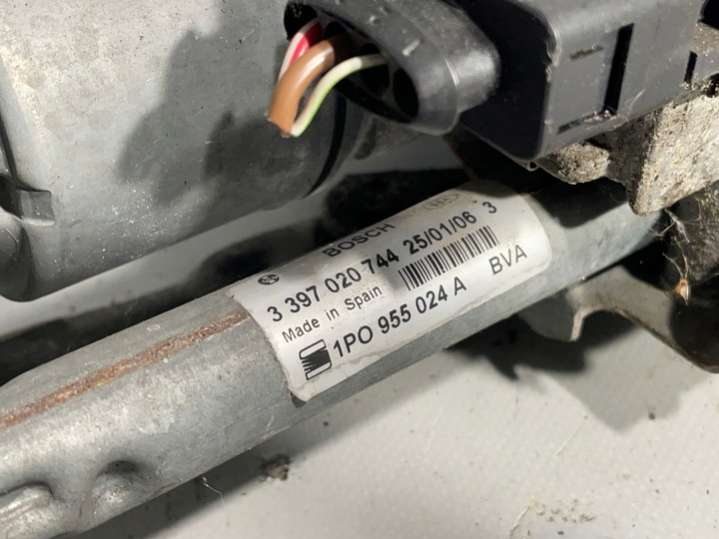 BOSCH
3 397 020 744 25/01/06 3
Made in Spain
1PO 955 024 A BVA